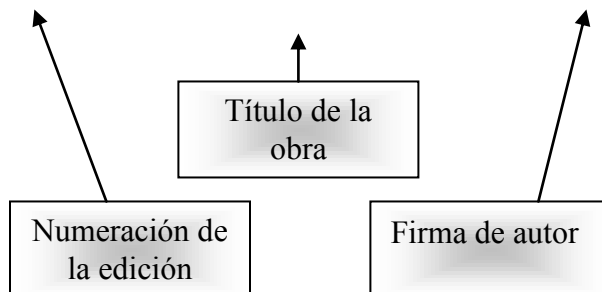 Título de la
obra
Numeración de
la edición
Firma de autor